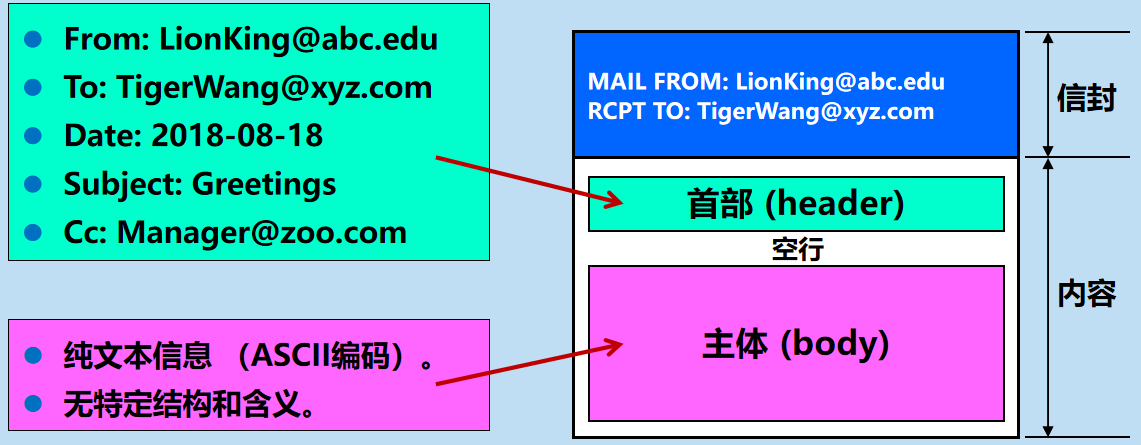 From: LionKing@abc.edu
To: TigerWang@xyz.com
Date: 2018-08-18
Subject: Greetings
Cc: Manager@zoo.com
纯文本信息 （ASCII编码）。
无特定结构和含义。
MAIL FROM: LionKing@abc.edu
RCPT TO: TigerWang@xyz.com
信封
首部 (header)
空行
主体 (body)
内容